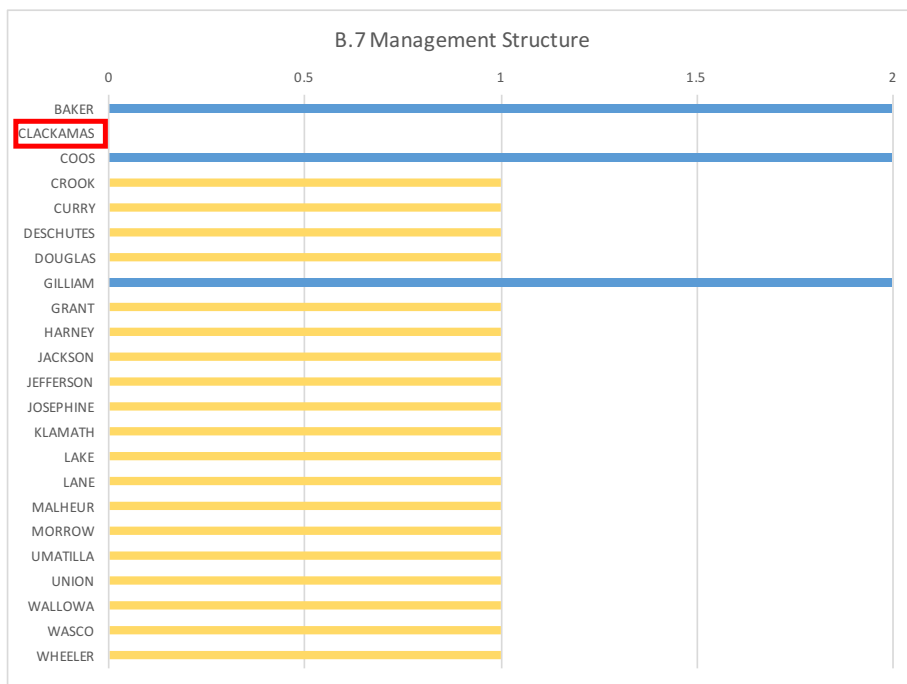 B.7 Management Structure
0 0.5 1 1.5 2
BAKER
CLACKAMAS
COOS
CROOK
CURRY
DESCHUTES
DOUGLAS
GILLIAM
GRANT
HARNEY
JACKSON
JEFFERSON
JOSEPHINE
KLAMATH
LAKE
LANE
MALHEUR
MORROW
UMATILLA
UNION
WALLOWA
WASCO
WHEELER